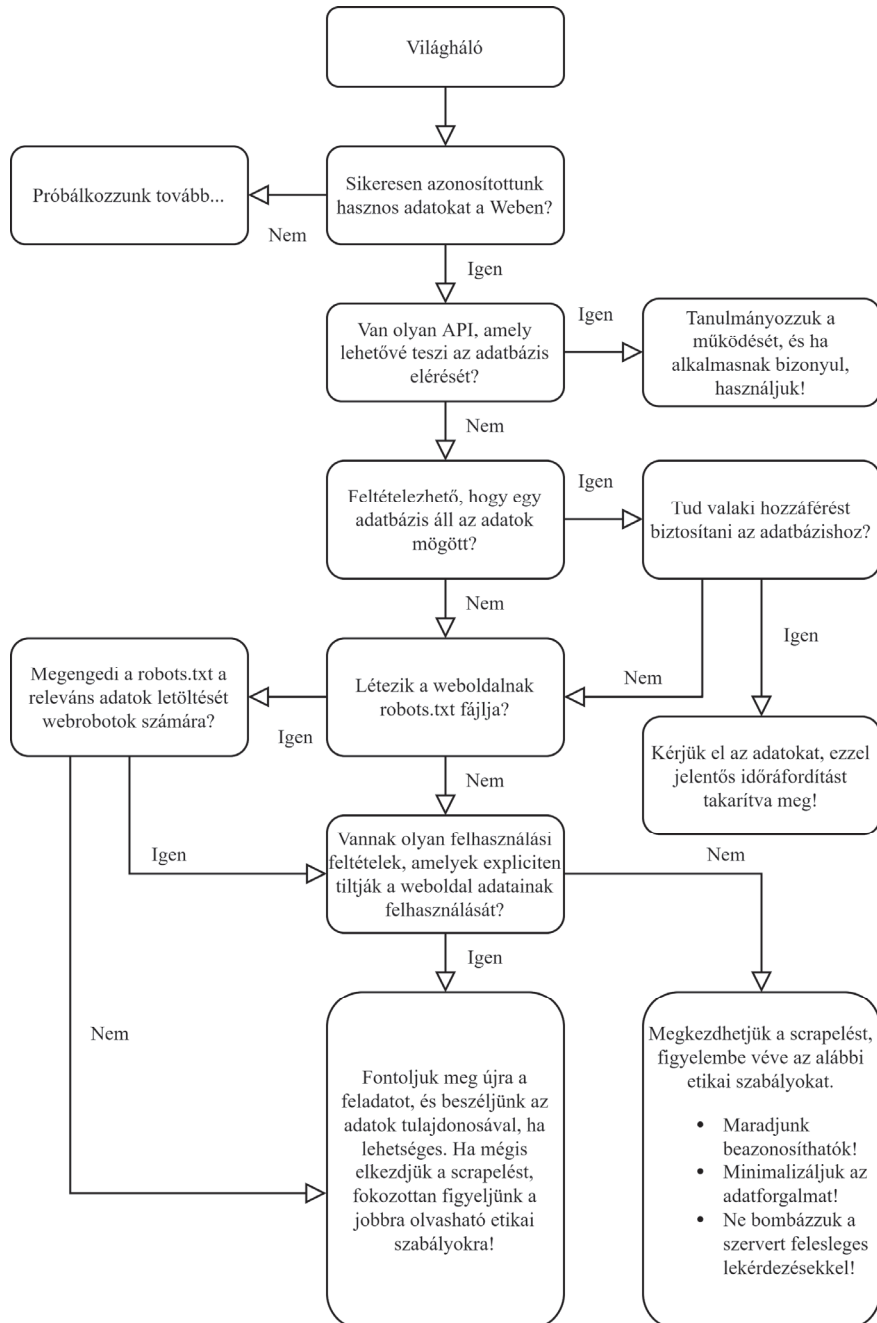 Világháló
Próbálkozzunk tovább...
Sikeresen azonosítottunk
hasznos adatokat a Weben?
Nem
Igen
Van olyan API, amely
lehetővé teszi az adatbázis
elérését?
Igen
Tanulmányozzuk a
működését, és ha
alkalmasnak bizonyul,
használjuk!
Nem
Feltételezhető, hogy egy
adatbázis áll az adatok
mögött?
Igen
Tud valaki hozzáférést
biztosítani az adatbázishoz?
Nem
Igen
Megengedi a robots.txt a
releváns adatok letöltését
webrobotok számára?
Igen
Létezik a weboldalnak
robots.txt fájlja?
Nem
Kérjük el az adatokat, ezzel
jelentős időráfordítást
takarítva meg!
Nem
Igen
Vannak olyan felhasználási
feltételek, amelyek expliciten
tiltják a weboldal adatainak
felhasználását?
Nem
Igen
Nem
Fontoljuk meg újra a
feladatot, és beszéljünk az
adatok tulajdonosával, ha
lehetséges. Ha mégis
elkezdjük a scrapelést,
fokozottan figyeljünk a
jobbra olvasható etikai
szabályokra!
Megkezdhetjük a scrapelést,
figyelembe véve az alábbi
etikai szabályokat.
• Maradjunk
beazonosíthatók!
• Minimalizáljuk az
adatforgalmat!
• Ne bombázzuk a
szervert felesleges
lekérdezésekkel!